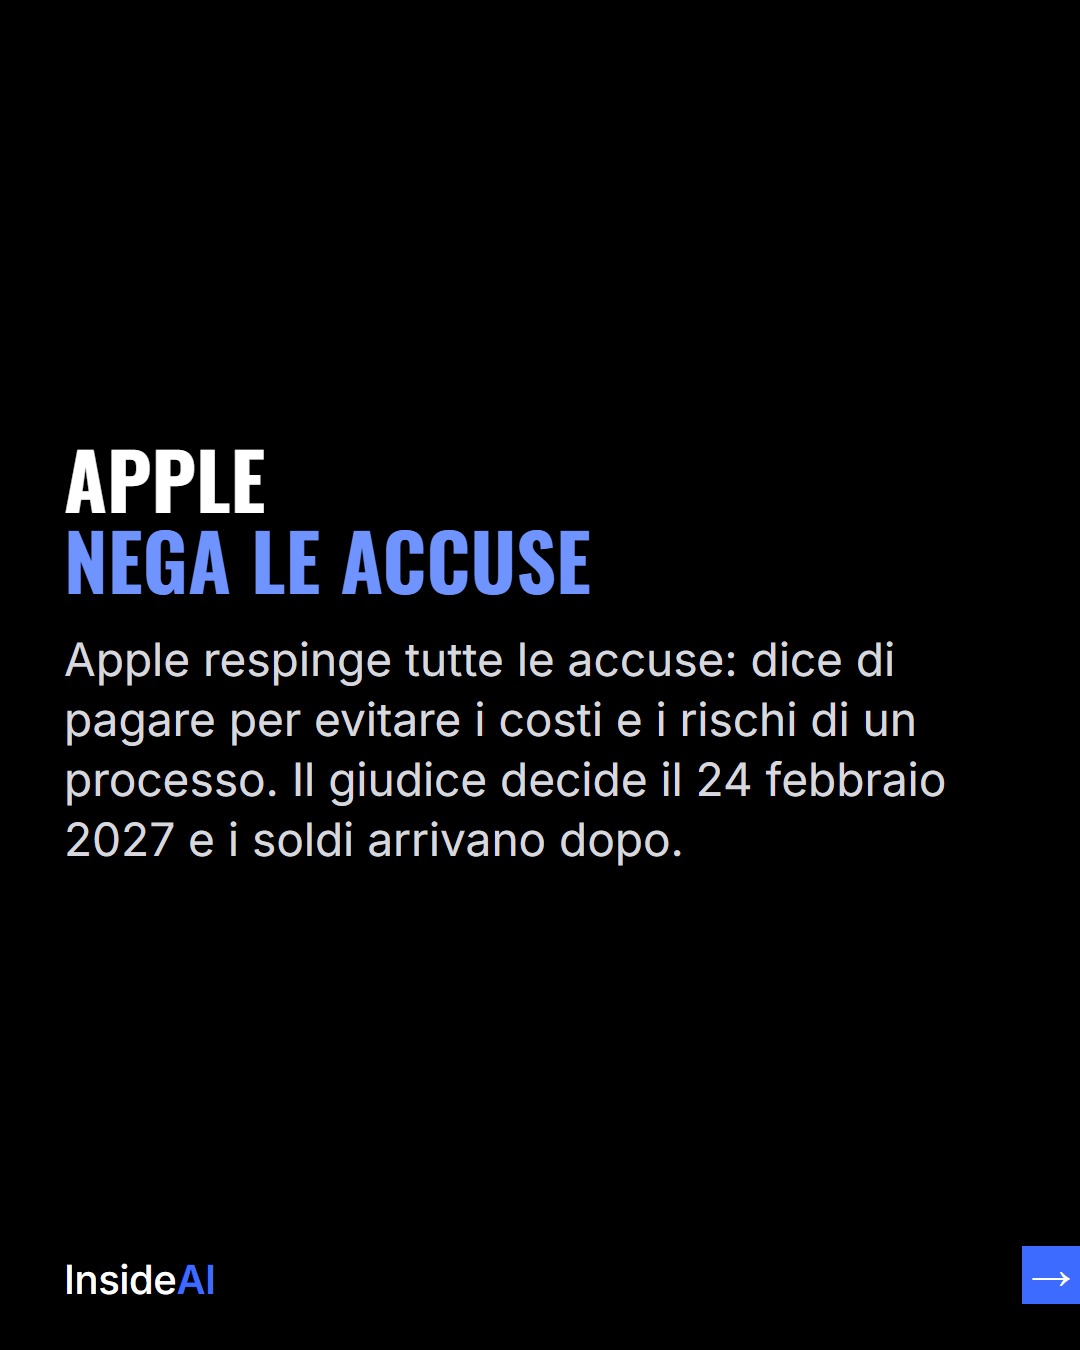 APPLE
NEGA LE ACCUSE
Apple respinge tutte le accuse: dice di
pagare per evitare i costi e i rischi di un
processo. Il giudice decide il 24 febbraio
2027 e i soldi arrivano dopo.
InsideAI
→